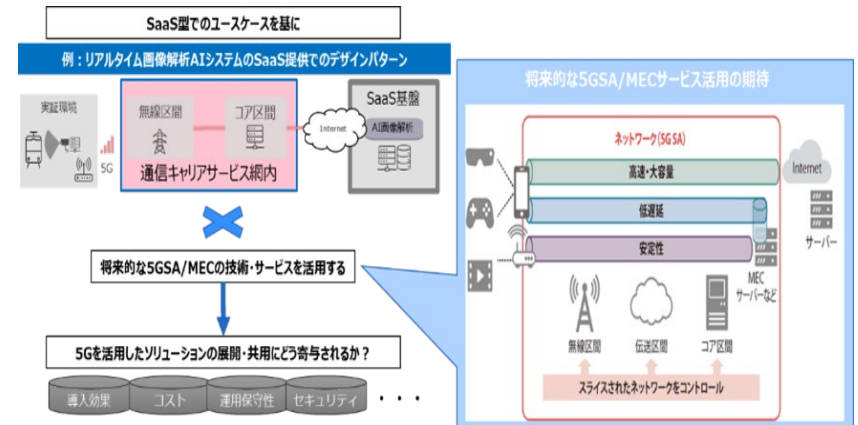 SaaS型でのユースケースを基に
例：リアルタイム画像解析AIシステムのSaaS提供でのデザインパターン
実証環境
5G
無線区間
コア区間
通信キャリアサービス網内
Internet
SaaS基盤
AI画像解析
将来的な5GSA/MECの技術・サービスを活用する
5Gを活用したソリューションの展開・共用にどう寄与されるか？
導入効果
コスト
運用保守性
セキュリティ
・・・
将来的な5GSA/MECサービス活用の期待
ネットワーク(5G SA)
高速・大容量
低遅延
安定性
Internet
サーバー
MEC
サーバーなど
無線区間
伝送区間
コア区間
スライスされたネットワークをコントロール